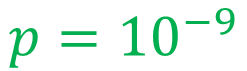 p = 10⁻⁹